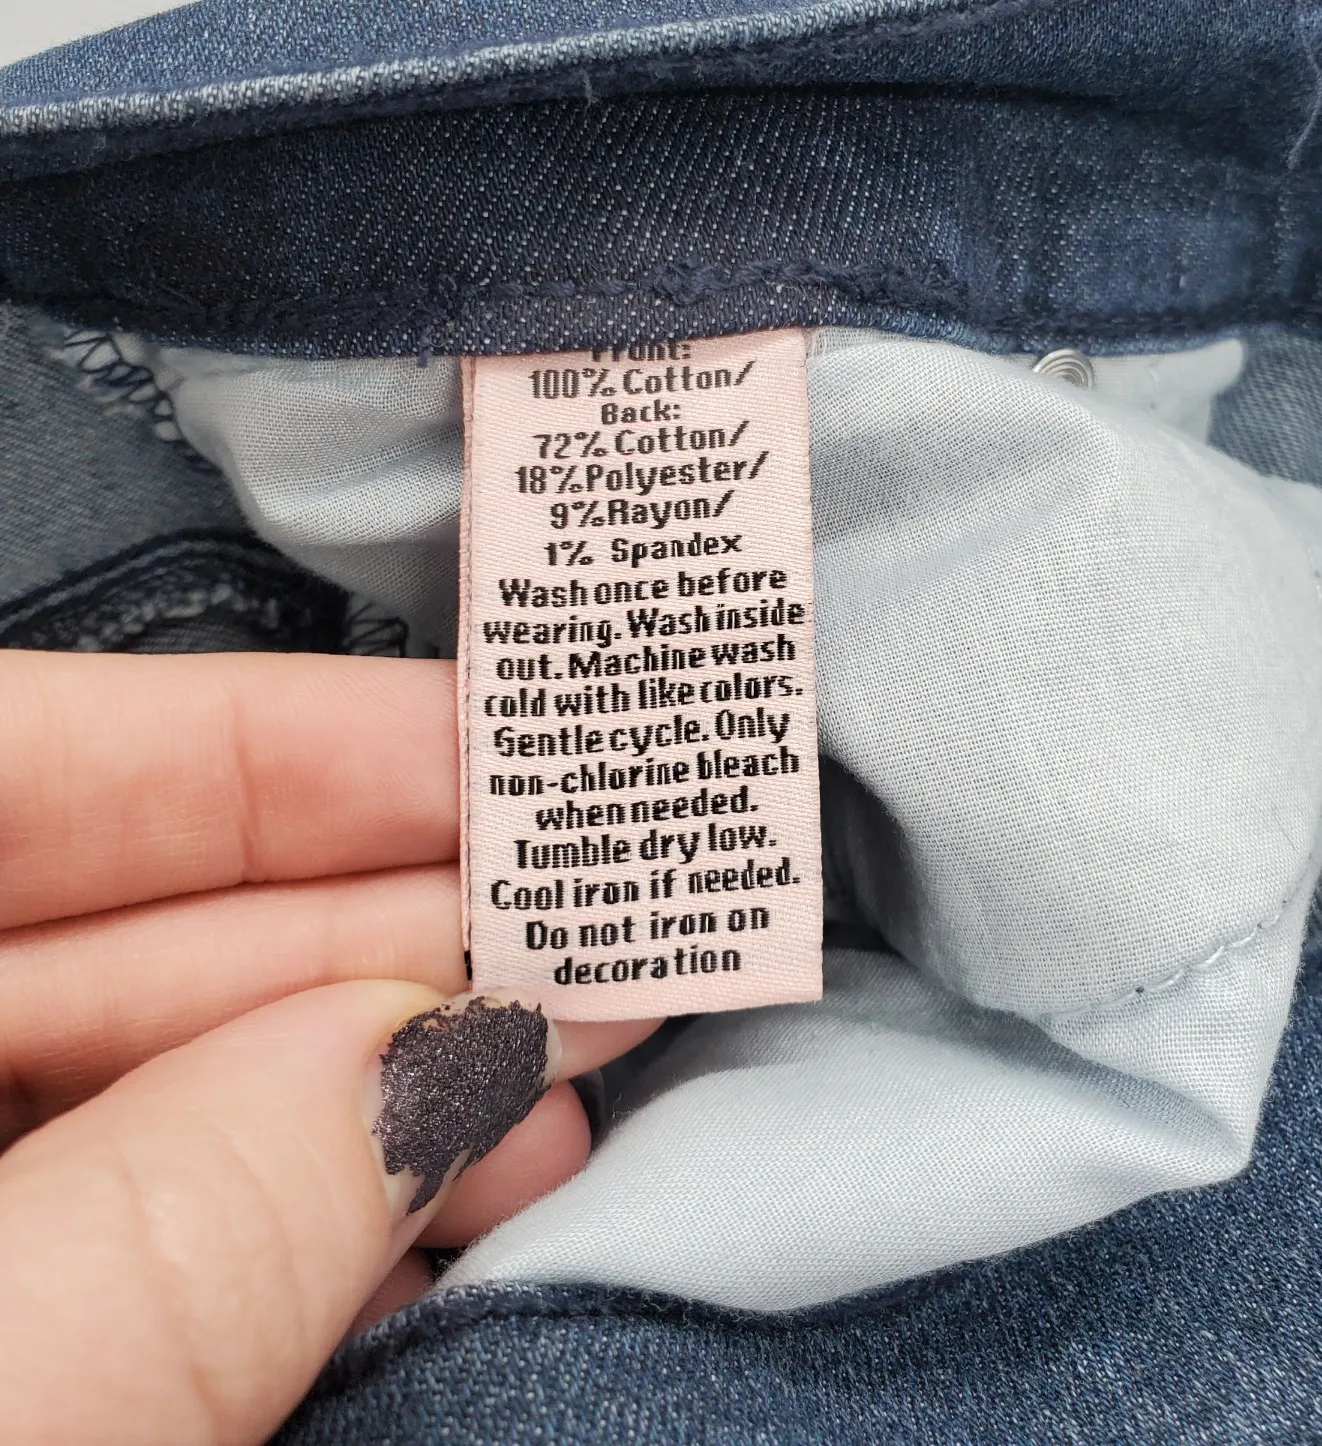 Front:
100% Cotton/
Back:
72% Cotton/
18%Polyester/
9%Rayon/
1% Spandex
Wash once before
wearing. Wash inside
out. Machine wash
cold with like colors.
Gentle cycle. Only
non-chlorine bleach
when needed.
Tumble dry low.
Cool iron if needed.
Do not iron on
decoration